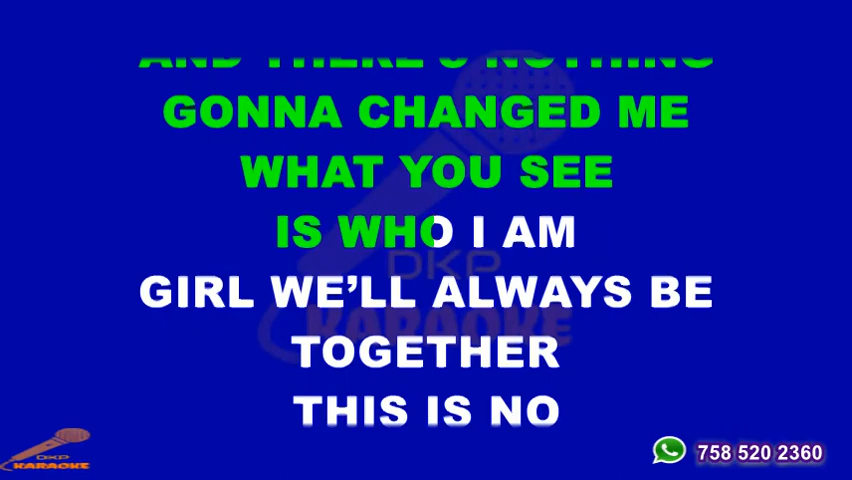 AND THERE'S NOTHING
GONNA CHANGED ME
WHAT YOU SEE
IS WHO I AM
GIRL WE'LL ALWAYS BE
TOGETHER
THIS IS NO
DKP
KARAOKE
DKP
KARAOKE
758 520 2360